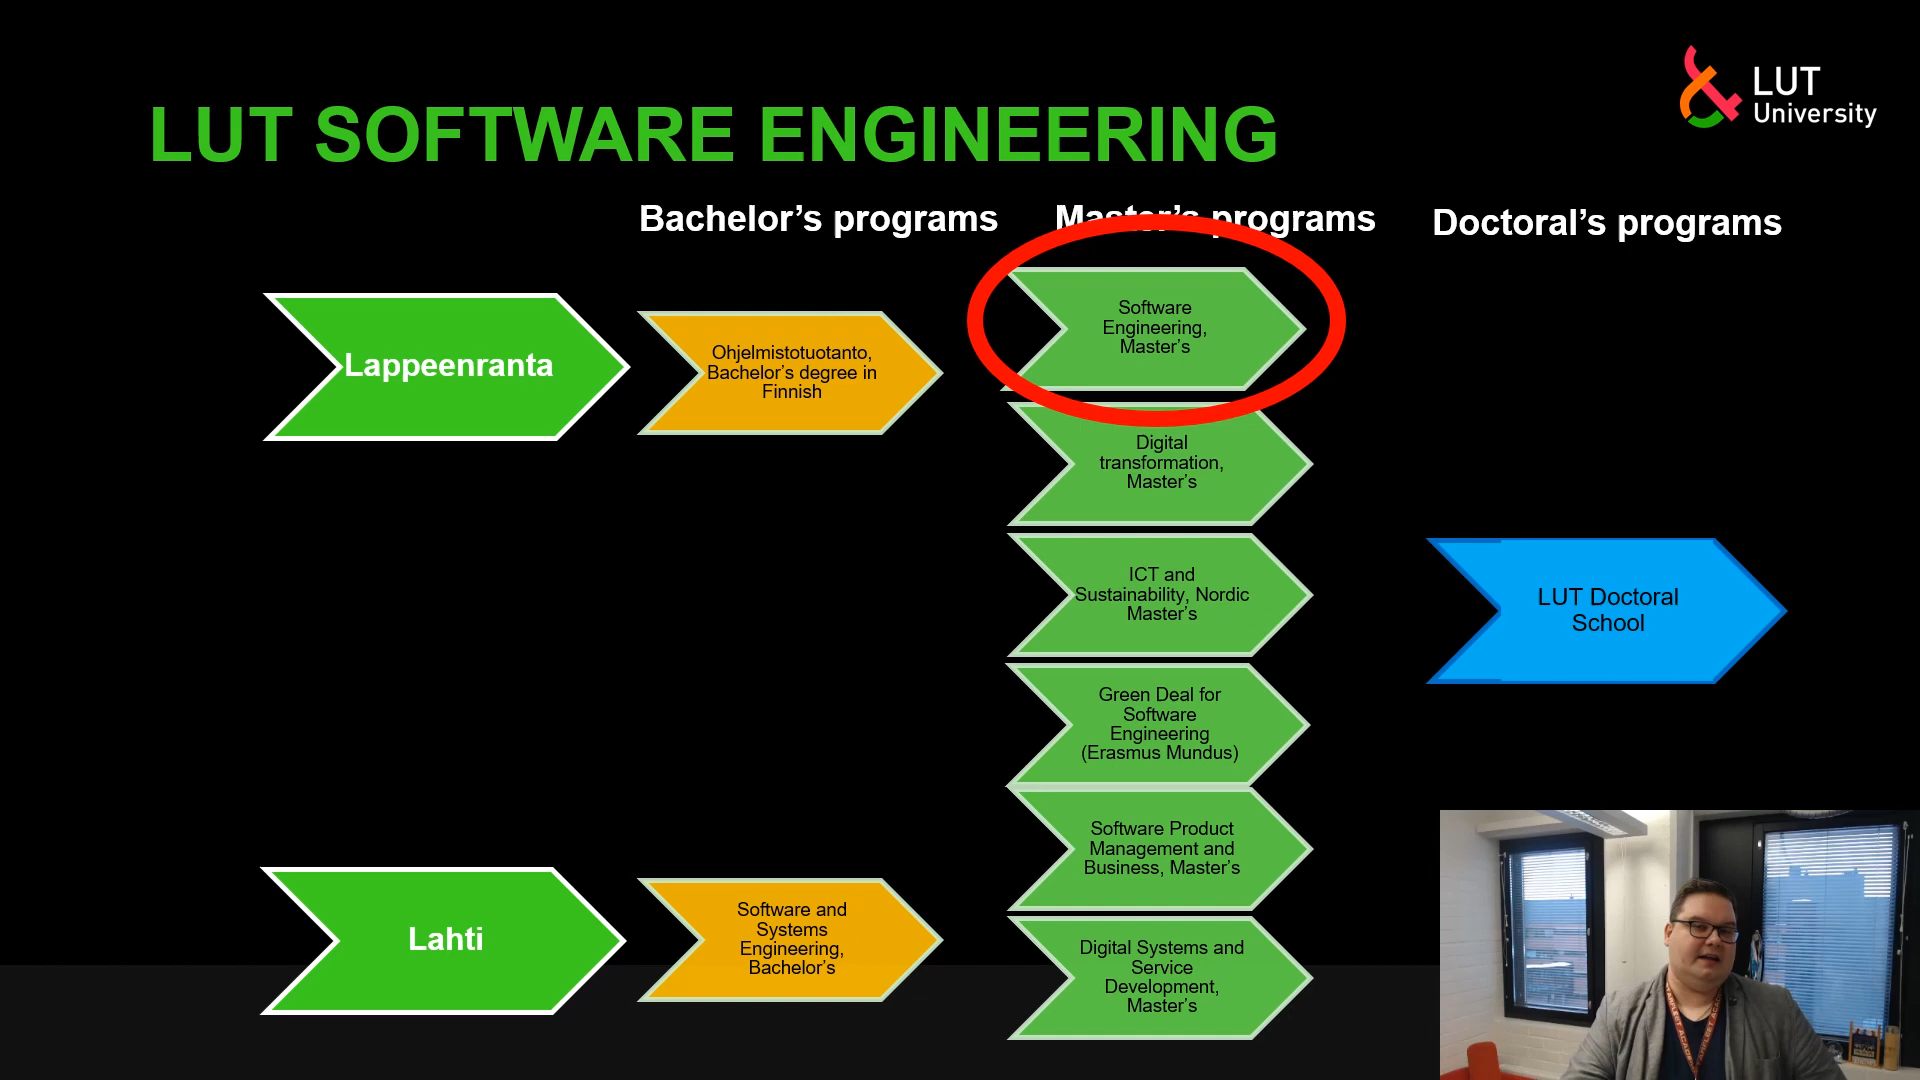 LUT
University
LUT SOFTWARE ENGINEERING
Bachelor’s programs
Master’s programs
Doctoral’s programs
Lappeenranta
Ohjelmistotuotanto,
Bachelor’s degree in
Finnish
Software
Engineering,
Master’s
Digital
transformation,
Master’s
ICT and
Sustainability, Nordic
Master’s
Green Deal for
Software
Engineering
(Erasmus Mundus)
LUT Doctoral
School
Lahti
Software and
Systems
Engineering,
Bachelor’s
Software Product
Management and
Business, Master’s
Digital Systems and
Service
Development,
Master’s